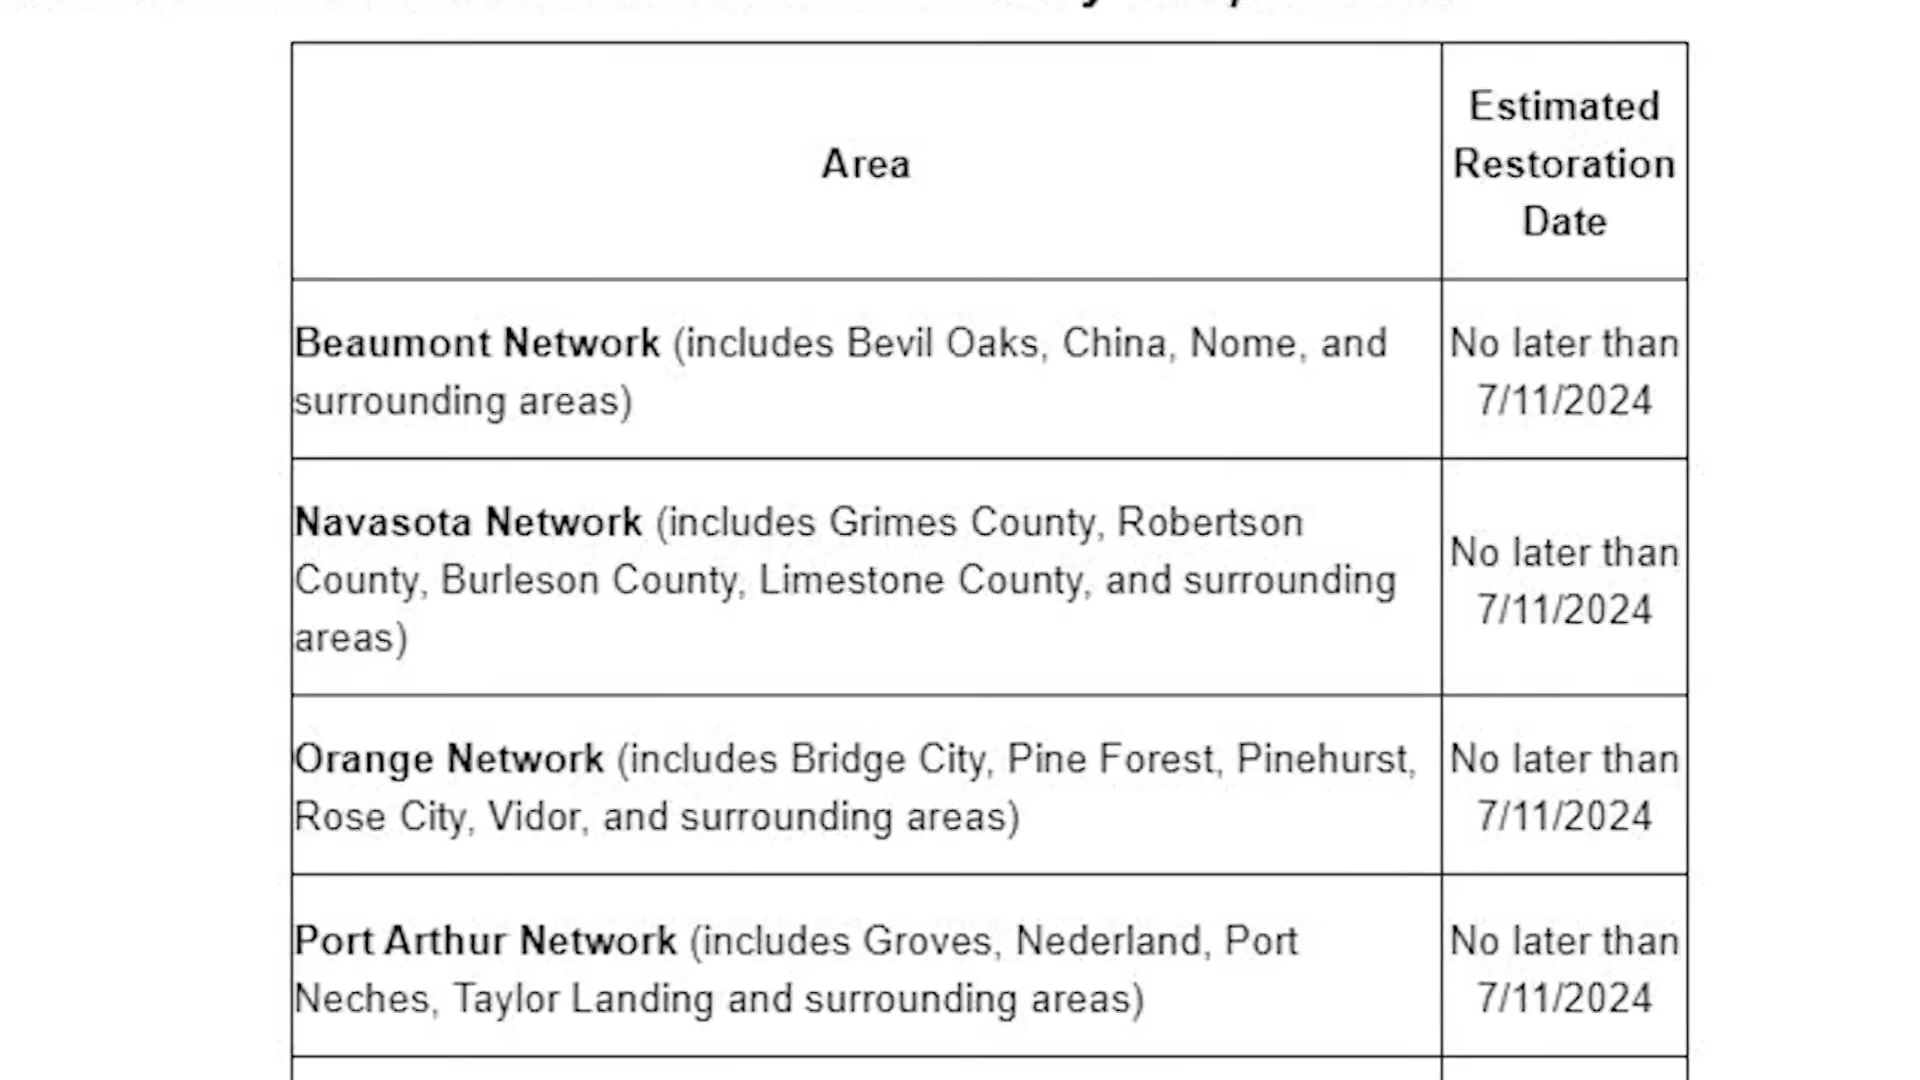 Area
Estimated
Restoration
Date
Beaumont Network (includes Bevil Oaks, China, Nome, and
surrounding areas)
No later than
7/11/2024
Navasota Network (includes Grimes County, Robertson
County, Burleson County, Limestone County, and surrounding
areas)
No later than
7/11/2024
Orange Network (includes Bridge City, Pine Forest, Pinehurst,
Rose City, Vidor, and surrounding areas)
No later than
7/11/2024
Port Arthur Network (includes Groves, Nederland, Port
Neches, Taylor Landing and surrounding areas)
No later than
7/11/2024